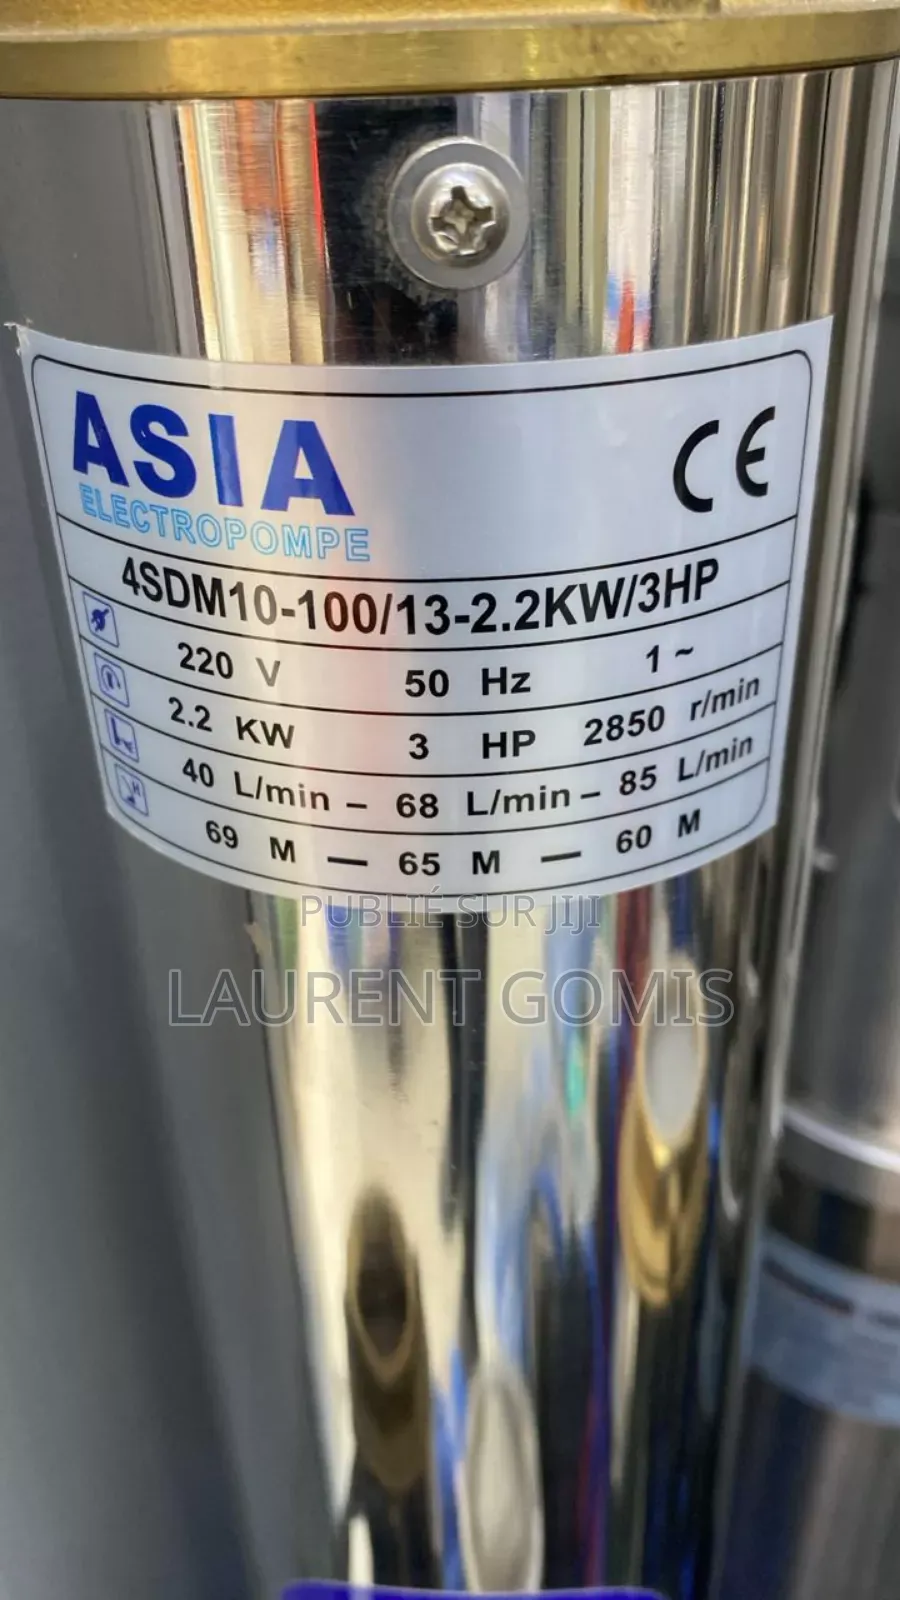 ASIA
ELECTROPOMPE
CE
4SDM10-100/13-2.2KW/3HP
220 V 50 Hz 1 ~
2.2 KW 3 HP 2850 r/min
40 L/min – 68 L/min – 85 L/min
69 M — 65 M — 60 M
PUBLIÉ SUR JIJI
LAURENT GOMIS